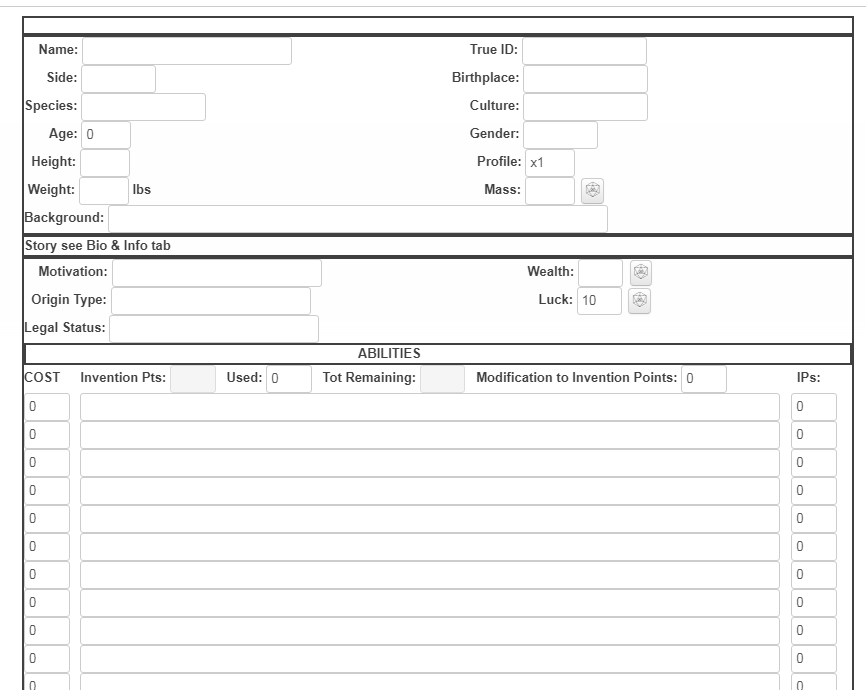 Name: True ID:
Side: Birthplace:
Species: Culture:
Age: 0 Gender:
Height: Profile: x1
Weight: lbs Mass:
Background:
Story see Bio & Info tab
Motivation: Wealth:
Origin Type: Luck: 10
Legal Status:
ABILITIES
COST Invention Pts: Used: 0 Tot Remaining: Modification to Invention Points: 0 IPs:
0 0
0 0
0 0
0 0
0 0
0 0
0 0
0 0
0 0
0 0
0 0